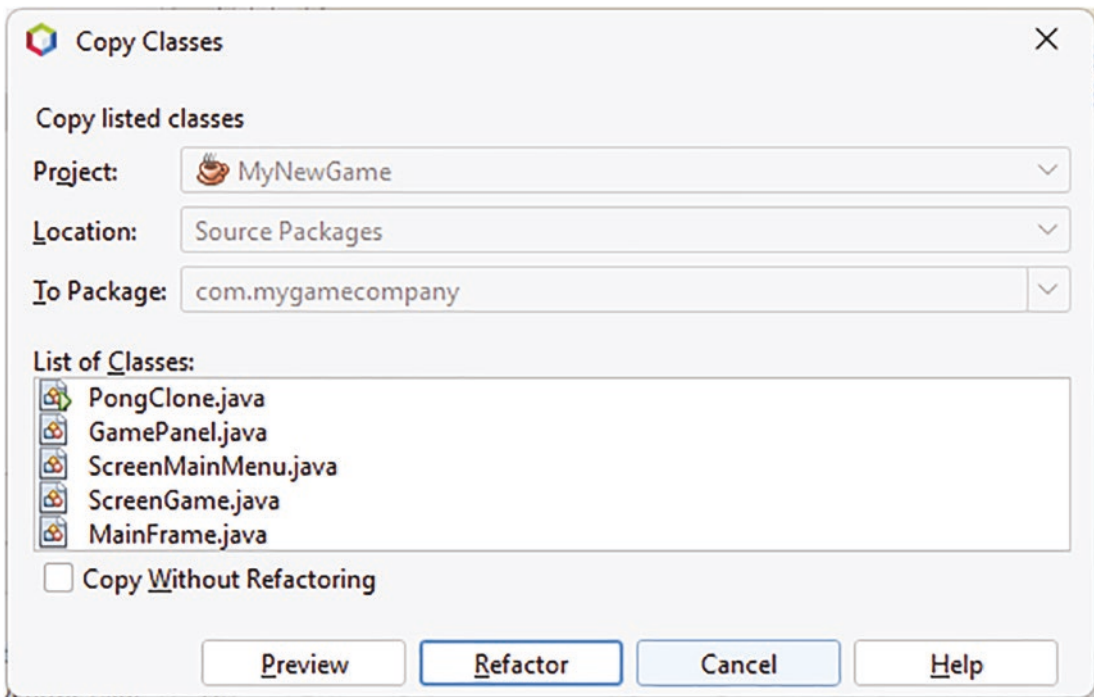 Copy Classes
Copy listed classes
Project: MyNewGame
Location: Source Packages
To Package: com.mygamecompany
List of Classes:
PongClone.java
GamePanel.java
ScreenMainMenu.java
ScreenGame.java
MainFrame.java
Copy Without Refactoring
Preview Refactor Cancel Help